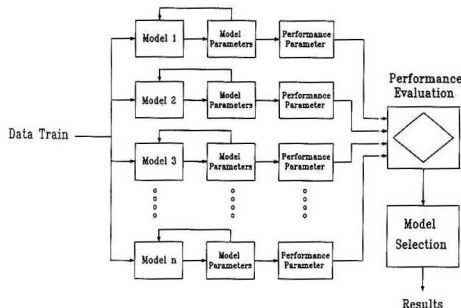 Model 1
Model
Parameters
Performance
Parameter
Model 2
Model
Parameters
Performance
Parameter
Performance
Evaluation
Data Train
Model 3
Model
Parameters
Performance
Parameter
Model
Selection
Model n
Model
Parameters
Performance
Parameter
Results